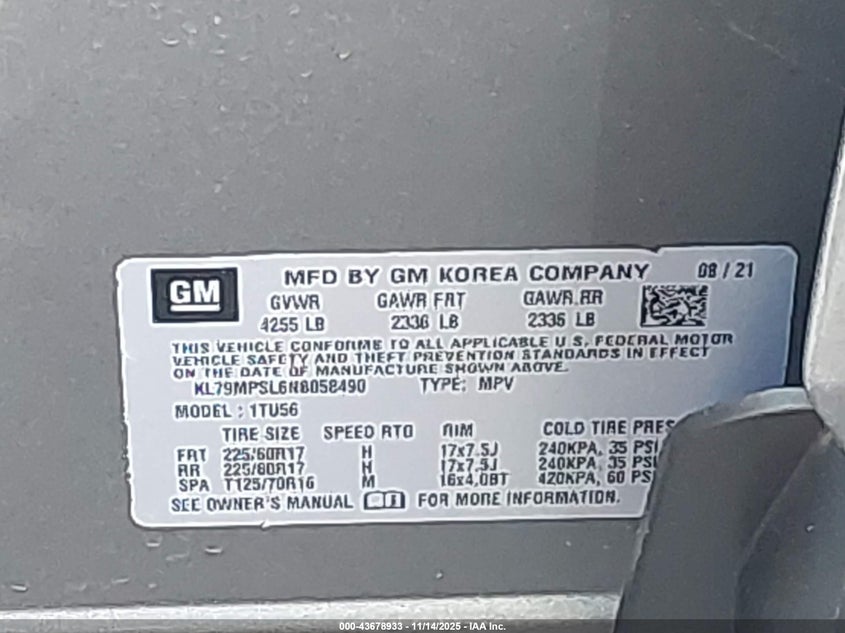 GM
MFD BY GM KOREA COMPANY 08 / 21
GVWR GAWR FRT GAWR RR
4255 LB 2336 LB 2335 LB
THIS VEHICLE CONFORMS TO ALL APPLICABLE U.S. FEDERAL MOTOR
VEHICLE SAFETY AND THEFT PREVENTION STANDARDS IN EFFECT
ON THE DATE OF MANUFACTURE SHOWN ABOVE.
KL79MPSL6NB058490 TYPE: MPV
MODEL : 1TU56
TIRE SIZE SPEED RTG RIM COLD TIRE PRES
FRT 225/60R17 H 17x7.5J 240KPA, 35 PSI
RR 225/60R17 H 17x7.5J 240KPA, 35 PSI
SPA T125/70R16 M 16x4.0BT 420KPA, 60 PSI
SEE OWNER'S MANUAL FOR MORE INFORMATION.
000-43678933 - 11/14/2025 - IAA Inc.